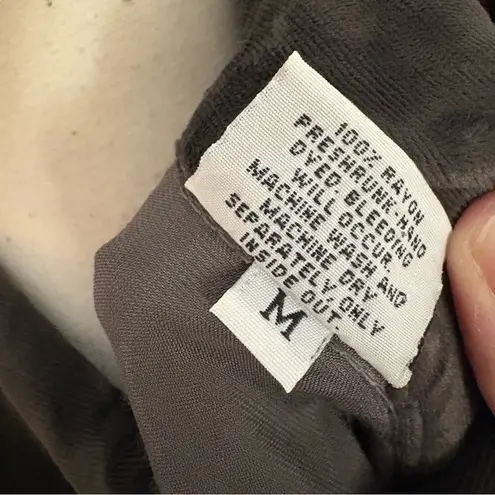 100% RAYON
PRESHRUNK-HAND
DYED BLEEDING
WILL OCCUR.
MACHINE WASH AND
MACHINE DRY
SEPARATELY, ONLY
INSIDE OUT.
M